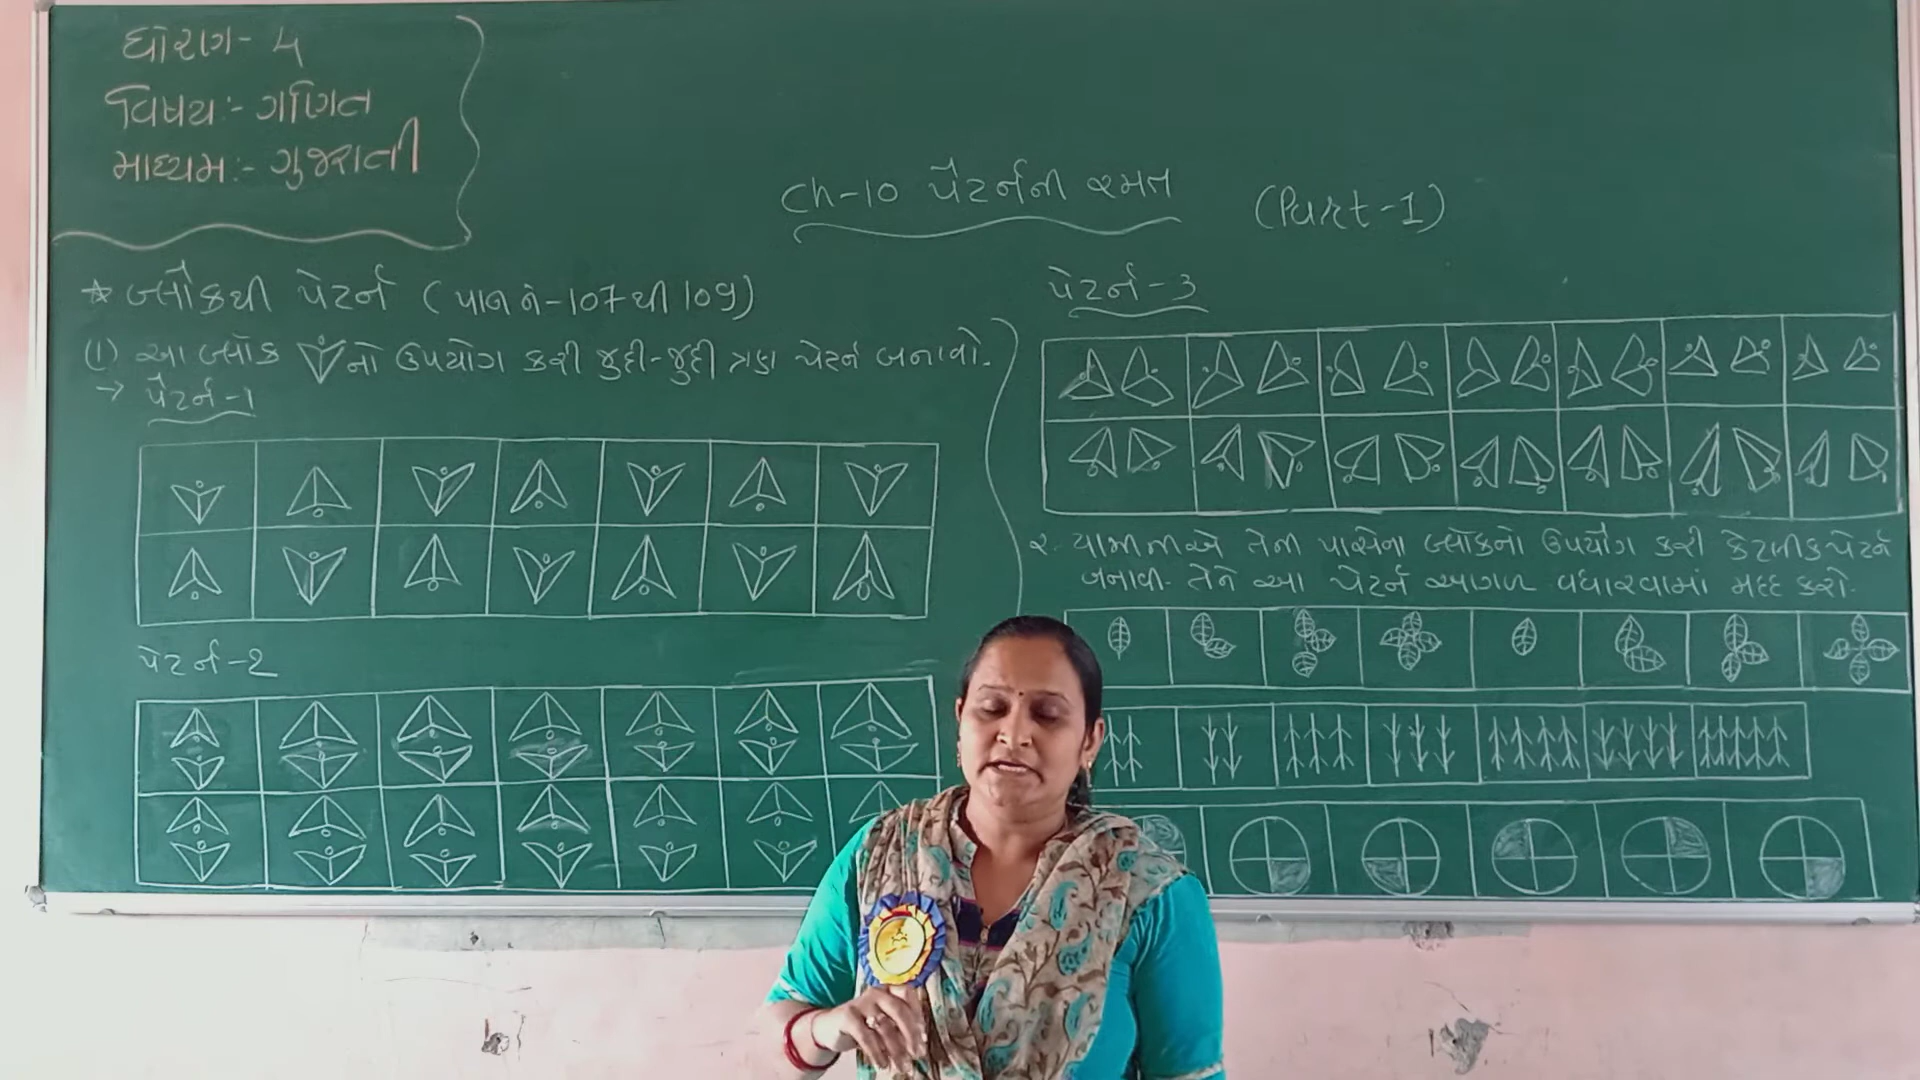 ધોરણ- ૪
વિષય:- ગણિત
માધ્યમ:- ગુજરાતી
Ch-10 પેટર્નની રમત (Part-1)
* બ્લોકથી પેટર્ન (પાન નં-107 થી 109)
(1) આ બ્લોક નો ઉપયોગ કરી જુદી-જુદી ત્રણ પેટર્ન બનાવો.
→ પેટર્ન-1
પેટર્ન-2
પેટર્ન-3
૨. યામીનીએ તેની પાસેના બ્લોકનો ઉપયોગ કરી કેટલીક પેટર્ન
બનાવી. તેને આ પેટર્ન આગળ વધારવામાં મદદ કરો.